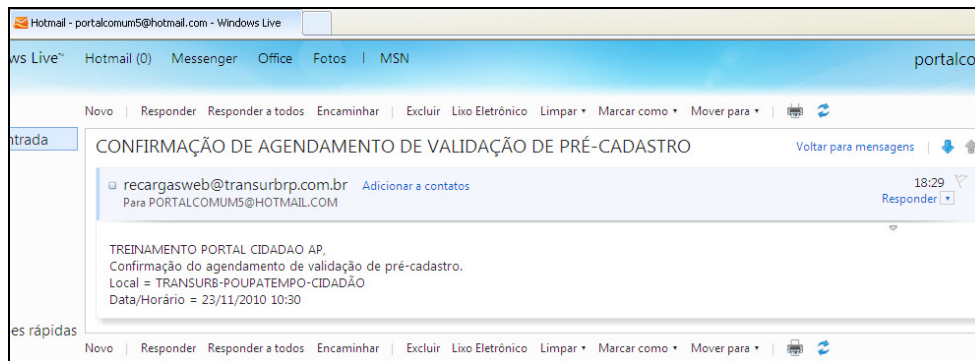 Hotmail - portalcomum5@hotmail.com - Windows Live
ws Live™ Hotmail (0) Messenger Office Fotos | MSN portalco
Novo | Responder Responder a todos Encaminhar | Excluir Lixo Eletrônico Limpar Marcar como Mover para
ntrada
CONFIRMAÇÃO DE AGENDAMENTO DE VALIDAÇÃO DE PRÉ-CADASTRO Voltar para mensagens
recargasweb@transurbrp.com.br Adicionar a contatos 18:29
Para PORTALCOMUM5@HOTMAIL.COM Responder
TREINAMENTO PORTAL CIDADAO AP,
Confirmação do agendamento de validação de pré-cadastro.
Local = TRANSURB-POUPATEMPO-CIDADÃO
Data/Horário = 23/11/2010 10:30
es rápidas
Novo | Responder Responder a todos Encaminhar | Excluir Lixo Eletrônico Limpar Marcar como Mover para